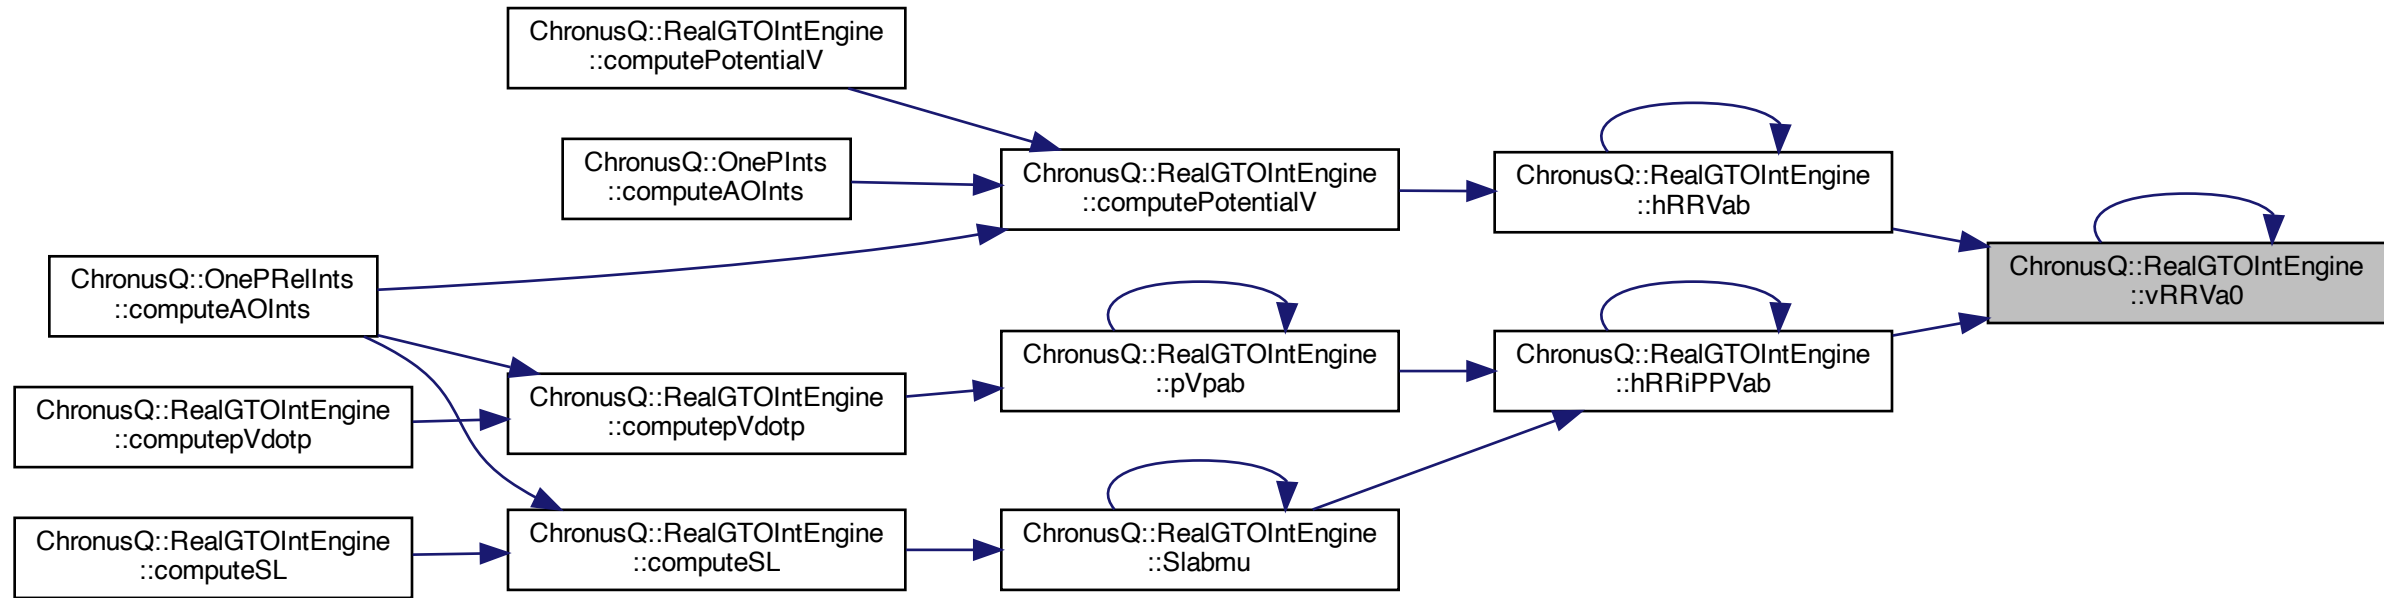 ChronusQ::RealGTOIntEngine
::computePotentialV
ChronusQ::OnePInts
::computeAOInts
ChronusQ::RealGTOIntEngine
::computePotentialV
ChronusQ::RealGTOIntEngine
::hRRVab
ChronusQ::RealGTOIntEngine
::vRRVa0
ChronusQ::OnePRelInts
::computeAOInts
ChronusQ::RealGTOIntEngine
::pVpab
ChronusQ::RealGTOIntEngine
::hRRiPPVab
ChronusQ::RealGTOIntEngine
::computepVdotp
ChronusQ::RealGTOIntEngine
::computepVdotp
ChronusQ::RealGTOIntEngine
::computeSL
ChronusQ::RealGTOIntEngine
::computeSL
ChronusQ::RealGTOIntEngine
::Slabmu